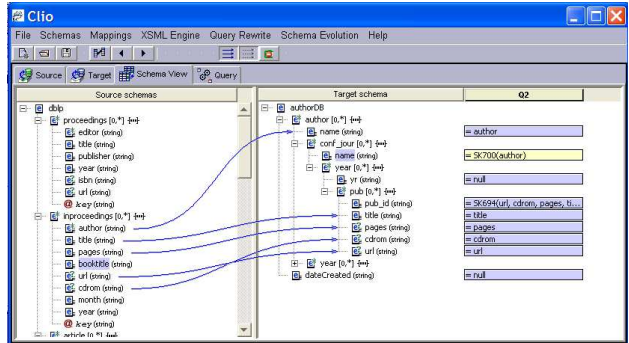 Clio
File Schemas Mappings XSML Engine Query Rewrite Schema Evolution Help
Source Target Schema View Query
Source schemas
dblp
proceedings [0,*]
editor (string)
title (string)
publisher (string)
year (string)
isbn (string)
url (string)
@ key (string)
inproceedings [0,*]
author (string)
title (string)
pages (string)
booktitle (string)
url (string)
cdrom (string)
month (string)
year (string)
@ key (string)
article [0,*]
Target schema Q2
authorDB
author [0,*]
name (string) = author
conf_jour [0,*]
name (string) = SK700(author)
year [0,*]
yr (string) = null
pub [0,*]
pub_id (string) = SK694(url, cdrom, pages, ti...
title (string) = title
pages (string) = pages
cdrom (string) = cdrom
url (string) = url
year [0,*]
dateCreated (string) = null